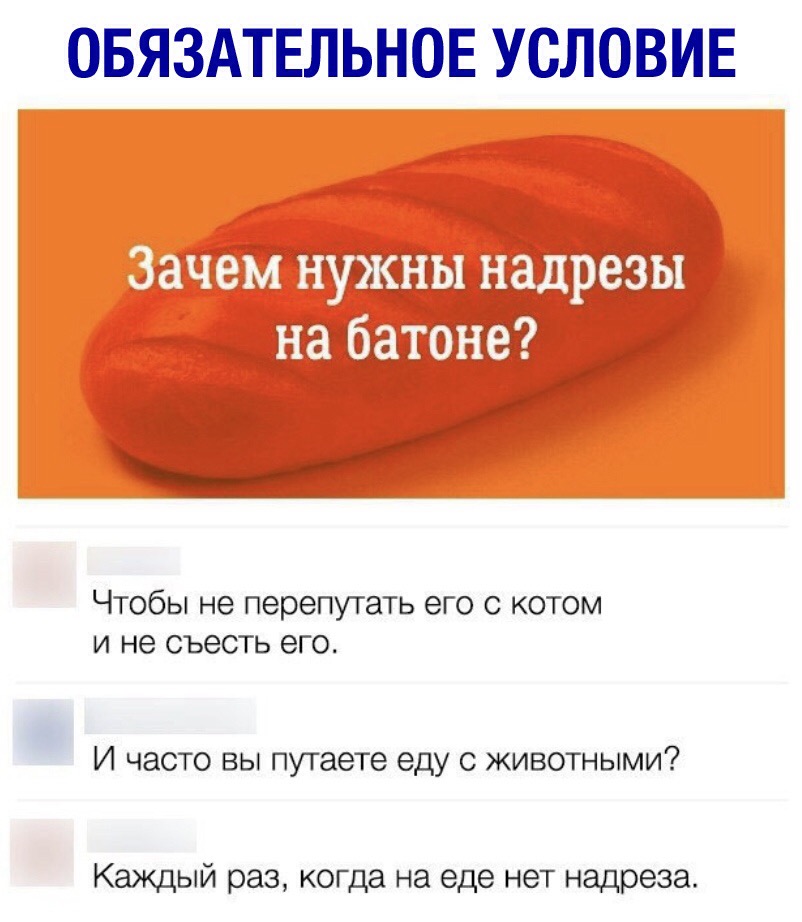 ОБЯЗАТЕЛЬНОЕ УСЛОВИЕ
Зачем нужны надрезы
на батоне?
Чтобы не перепутать его с котом
и не съесть его.
И часто вы путаете еду с животными?
Каждый раз, когда на еде нет надреза.